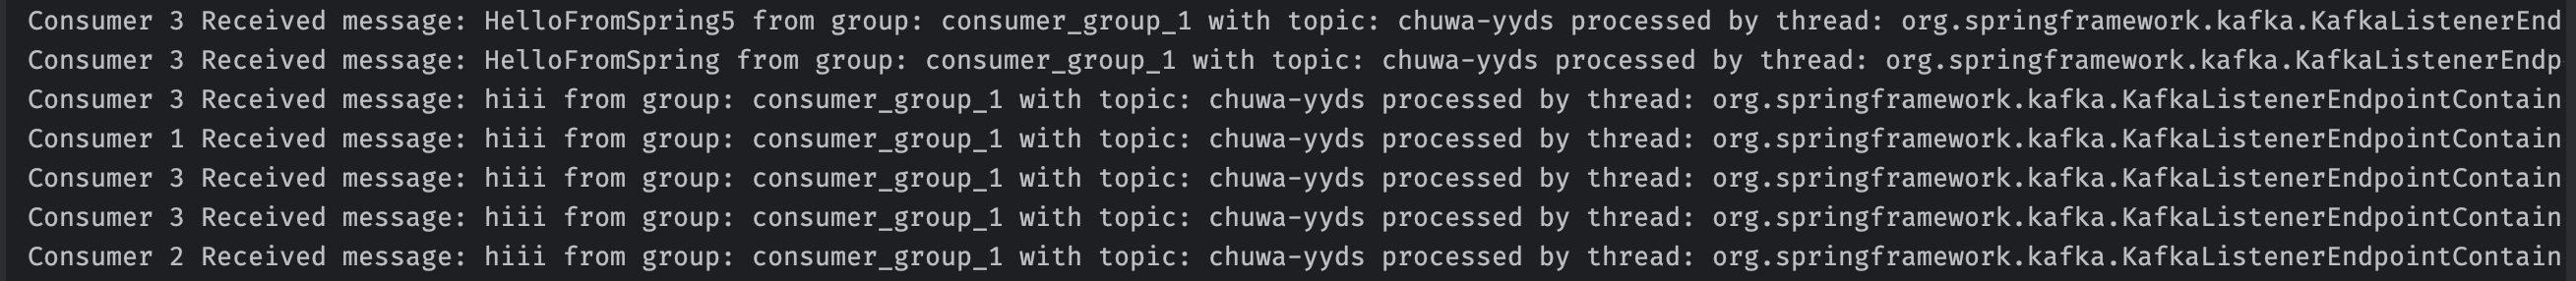 Consumer 3 Received message: HelloFromSpring5 from group: consumer_group_1 with topic: chuwa-yyds processed by thread: org.springframework.kafka.KafkaListenerEnd
Consumer 3 Received message: HelloFromSpring from group: consumer_group_1 with topic: chuwa-yyds processed by thread: org.springframework.kafka.KafkaListenerEndp
Consumer 3 Received message: hiii from group: consumer_group_1 with topic: chuwa-yyds processed by thread: org.springframework.kafka.KafkaListenerEndpointContain
Consumer 1 Received message: hiii from group: consumer_group_1 with topic: chuwa-yyds processed by thread: org.springframework.kafka.KafkaListenerEndpointContain
Consumer 3 Received message: hiii from group: consumer_group_1 with topic: chuwa-yyds processed by thread: org.springframework.kafka.KafkaListenerEndpointContain
Consumer 3 Received message: hiii from group: consumer_group_1 with topic: chuwa-yyds processed by thread: org.springframework.kafka.KafkaListenerEndpointContain
Consumer 2 Received message: hiii from group: consumer_group_1 with topic: chuwa-yyds processed by thread: org.springframework.kafka.KafkaListenerEndpointContain